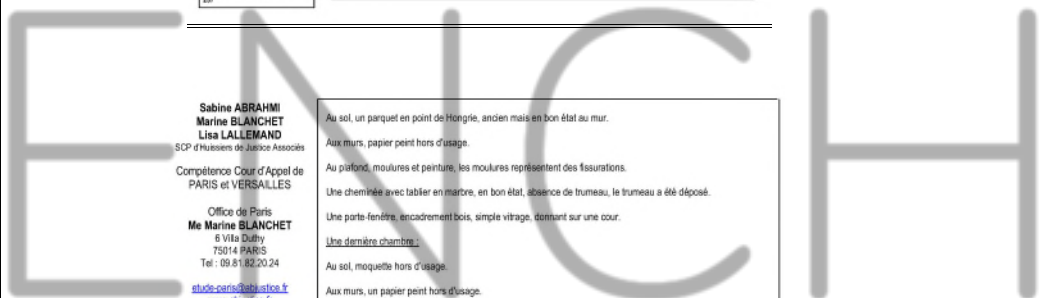 Sabine ABRAHMI
Marine BLANCHET
Lisa LALLEMAND
SCP d'Huissiers de Justice Associés
Compétence Cour d'Appel de
PARIS et VERSAILLES
Office de Paris
Me Marine BLANCHET
6 Villa Duthy
75014 PARIS
Tel : 09.81.82.20.24
etude-paris@abjustice.fr
Au sol, un parquet en point de Hongrie, ancien mais en bon état au mur.
Aux murs, papier peint hors d'usage.
Au plafond, moulures et peinture, les moulures représentent des fissurations.
Une cheminée avec tablier en marbre, en bon état, absence de trumeau, le trumeau a été déposé.
Une porte-fenêtre, encadrement bois, simple vitrage, donnant sur une cour.
Une dernière chambre :
Au sol, moquette hors d'usage.
Aux murs, un papier peint hors d'usage.
ENCH